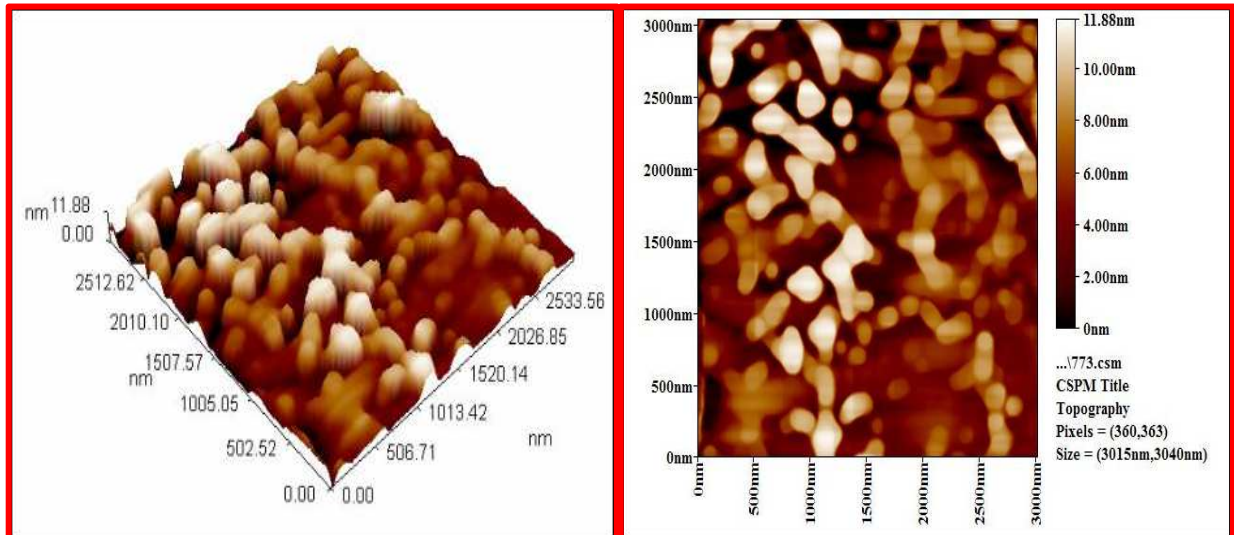 nm 11.88
0.00
2512.62
2010.10
1507.57
nm
1005.05
502.52
0.00
0.00
506.71
1013.42
1520.14
2026.85
2533.56
nm
3000nm
2500nm
2000nm
1500nm
1000nm
500nm
0nm
0nm
500nm
1000nm
1500nm
2000nm
2500nm
3000nm
11.88nm
10.00nm
8.00nm
6.00nm
4.00nm
2.00nm
0nm
...\773.csm
CSPM Title
Topography
Pixels = (360,363)
Size = (3015nm,3040nm)